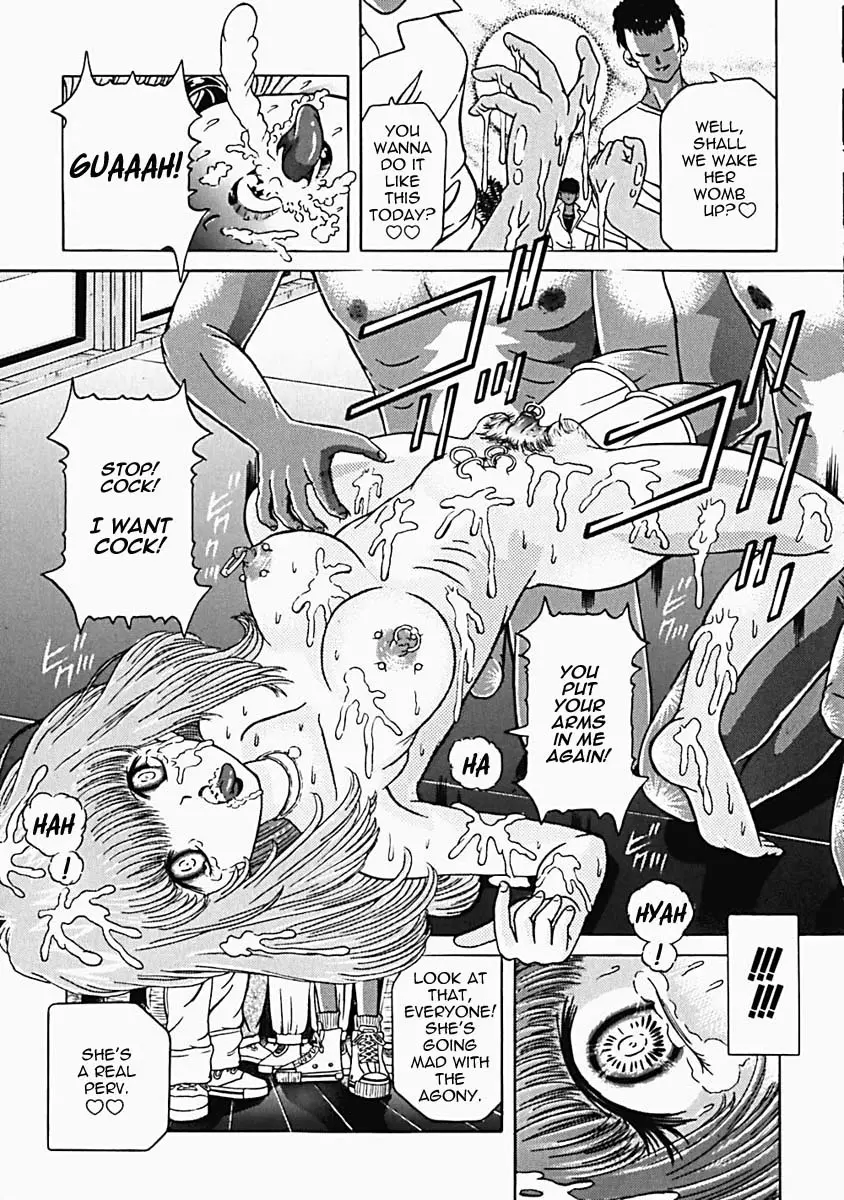 WELL,
SHALL
WE WAKE
HER
WOMB
UP?♡
YOU
WANNA
DO IT
LIKE
THIS
TODAY?
♡♡
GUAAAH!
STOP!
COCK!
I WANT
COCK!
YOU
PUT
YOUR
ARMS
IN ME
AGAIN!
HA
HAH
!
HYAH
!
!!!
!!!
LOOK AT
THAT,
EVERYONE!
SHE'S
GOING
MAD WITH
THE
AGONY.
SHE'S
A REAL
PERV.
♡♡